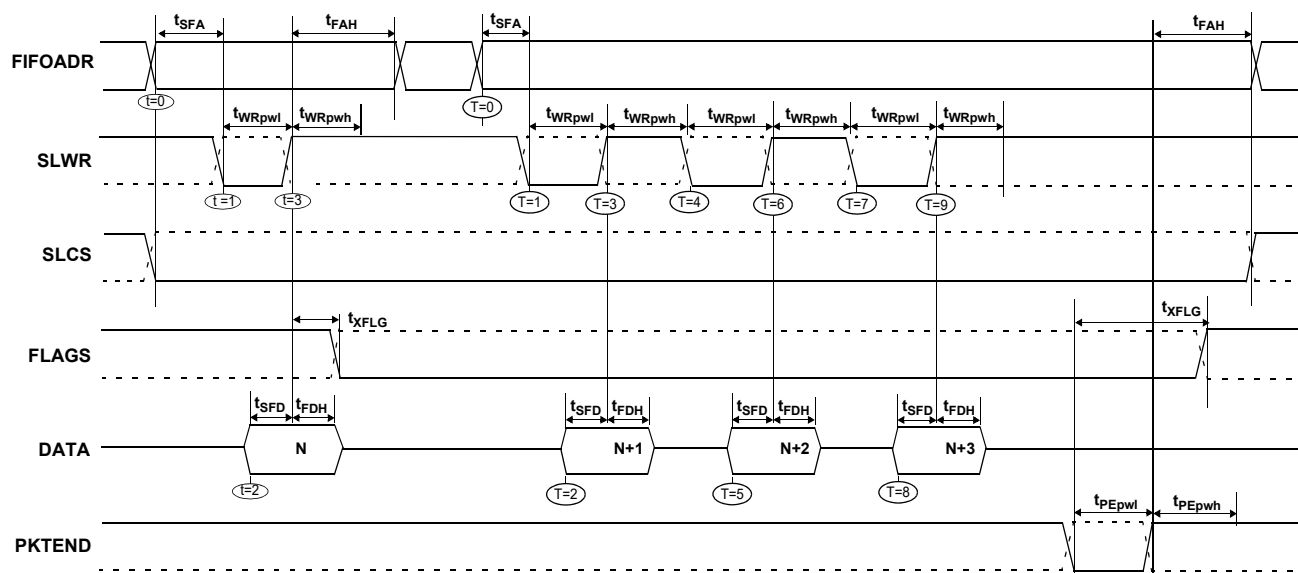 tSFA tFAH tSFA tFAH
FIFOADR
t=0 T=0
tWRpwl tWRpwh tWRpwl tWRpwh tWRpwl tWRpwh tWRpwl tWRpwh
SLWR
t =1 t=3 T=1 T=3 T=4 T=6 T=7 T=9
SLCS
tXFLG tXFLG
FLAGS
tSFD tFDH tSFD tFDH tSFD tFDH tSFD tFDH
DATA N N+1 N+2 N+3
t=2 T=2 T=5 T=8
tPEpwl tPEpwh
PKTEND